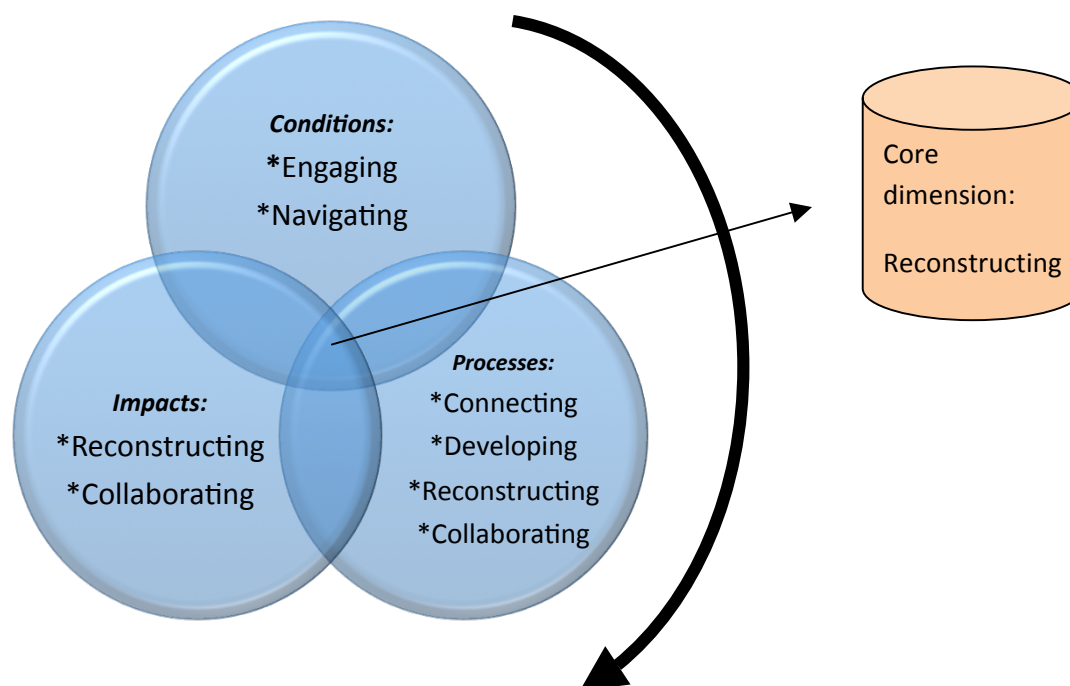 Conditions:
*Engaging
*Navigating
Impacts:
*Reconstructing
*Collaborating
Processes:
*Connecting
*Developing
*Reconstructing
*Collaborating
Core
dimension:
Reconstructing